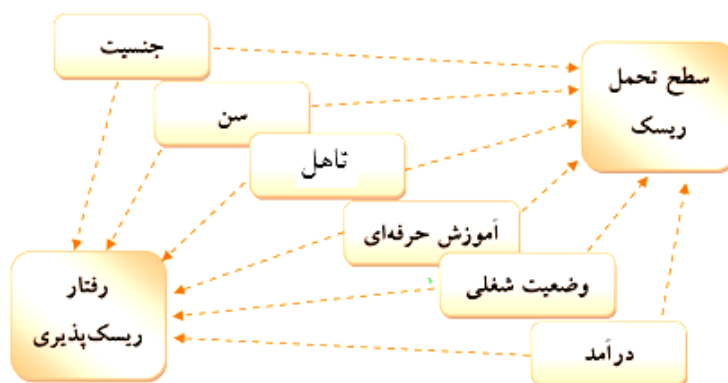 جنسیت
سطح تحمل
ریسک
سن
تاهل
آموزش حرفه‌ای
وضعیت شغلی
رفتار
ریسک‌پذیری
درآمد